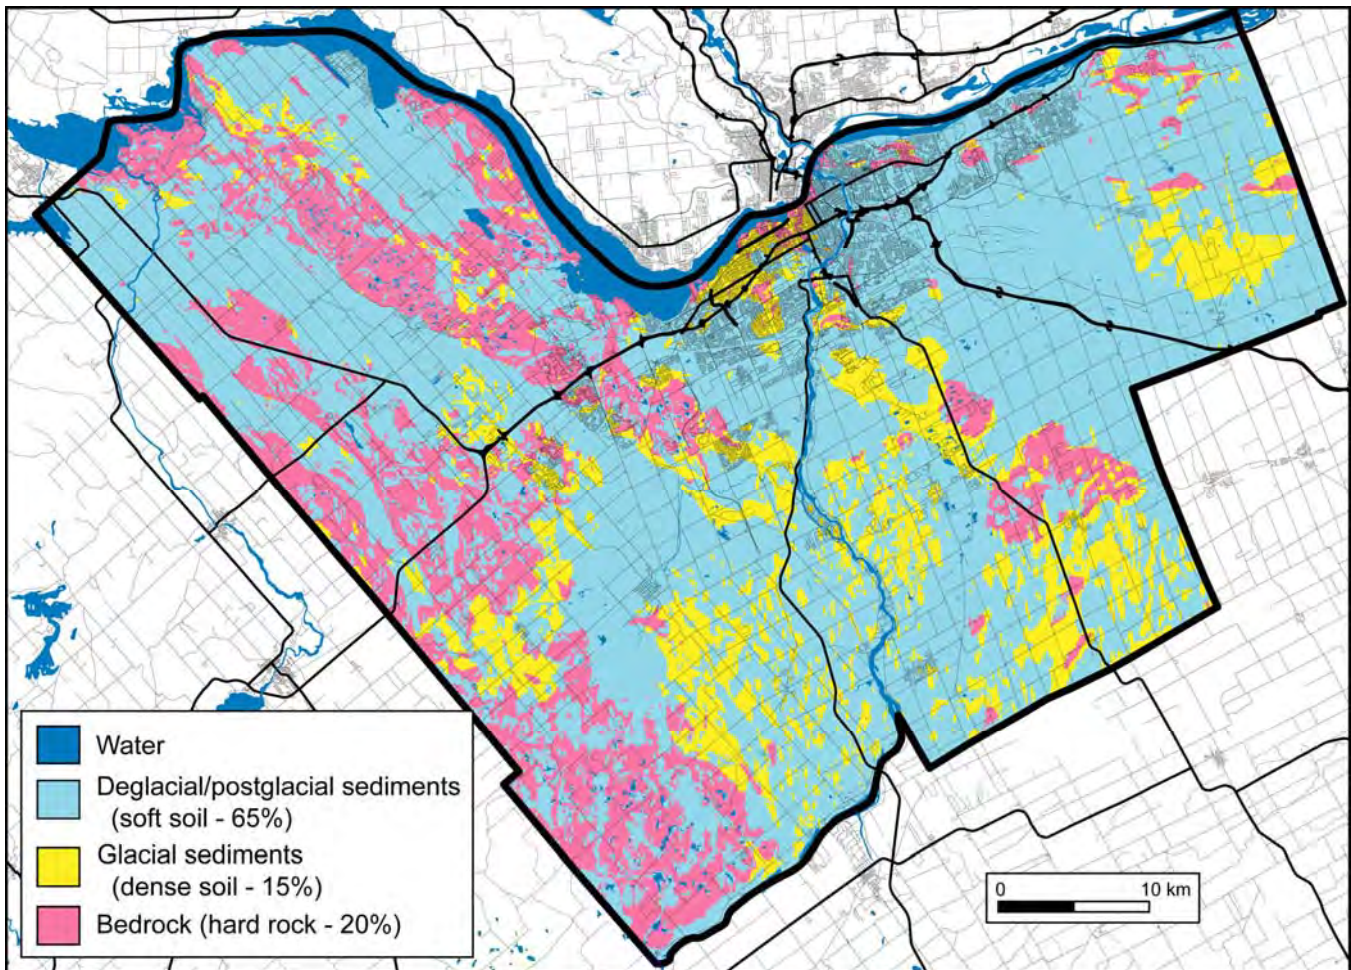 Water
Deglacial/postglacial sediments
(soft soil - 65%)
Glacial sediments
(dense soil - 15%)
Bedrock (hard rock - 20%)
0 10 km